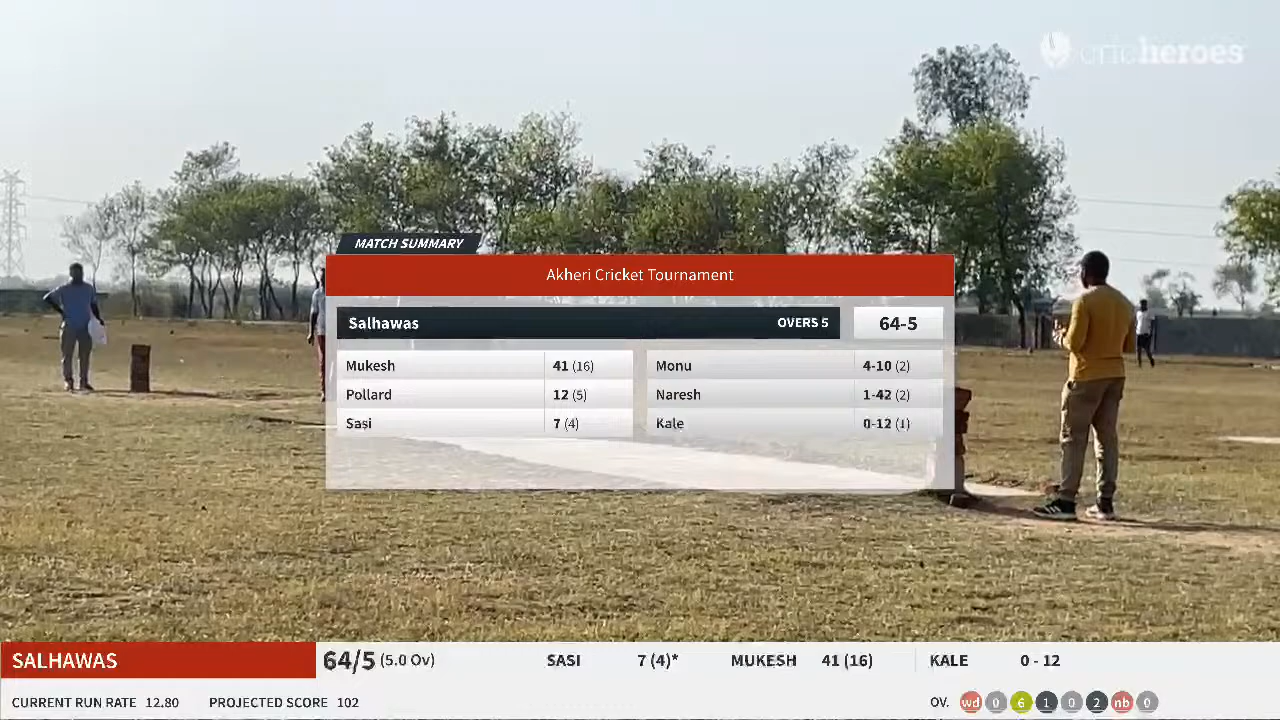 cricheroes
MATCH SUMMARY
Akheri Cricket Tournament
Salhawas OVERS 5 64-5
Mukesh 41 (16) Monu 4-10 (2)
Pollard 12 (5) Naresh 1-42 (2)
Sasi 7 (4) Kale 0-12 (1)
SALHAWAS 64/5 (5.0 Ov) SASI 7 (4)* MUKESH 41 (16) KALE 0 - 12
CURRENT RUN RATE 12.80 PROJECTED SCORE 102 OV. wd 0 6 1 0 2 nb 0